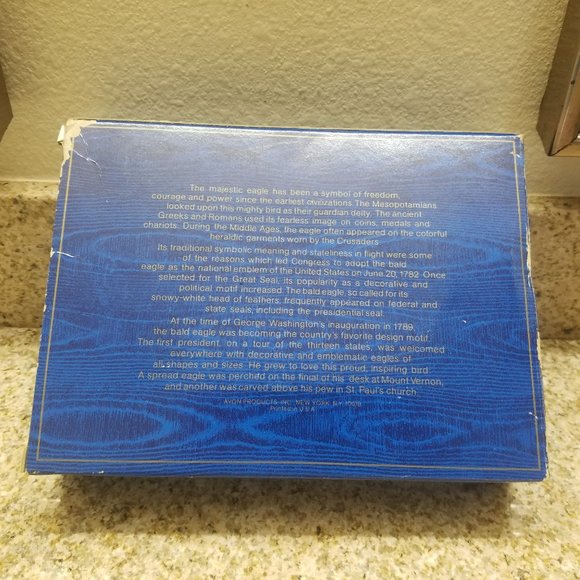 The majestic eagle has been a symbol of freedom,
courage and power since the earliest civilizations. The Mesopotamians
looked upon this mighty bird as their guardian deity. The ancient
Greeks and Romans used its fearless image on coins, medals and
chariots. During the Middle Ages, the eagle often appeared on the colorful
heraldic garments worn by the Crusaders.
Its traditional symbolic meaning and stateliness in flight were some
of the reasons which led Congress to adopt the bald
eagle as the national emblem of the United States on June 20, 1782. Once
selected for the Great Seal, its popularity as a decorative and
political motif increased. The bald eagle, so called for its
snowy-white head of feathers, frequently appeared on federal and
state seals, including the presidential seal.
At the time of George Washington's inauguration in 1789,
the bald eagle was becoming the country's favorite design motif.
The first president, on a tour of the thirteen states, was welcomed
everywhere with decorative and emblematic eagles of
all shapes and sizes. He grew to love this proud, inspiring bird.
A spread eagle was perched on the finial of his desk at Mount Vernon,
and another was carved above his pew in St. Paul's church.
AVON PRODUCTS, INC., NEW YORK, N.Y. 10019
Printed in U.S.A.